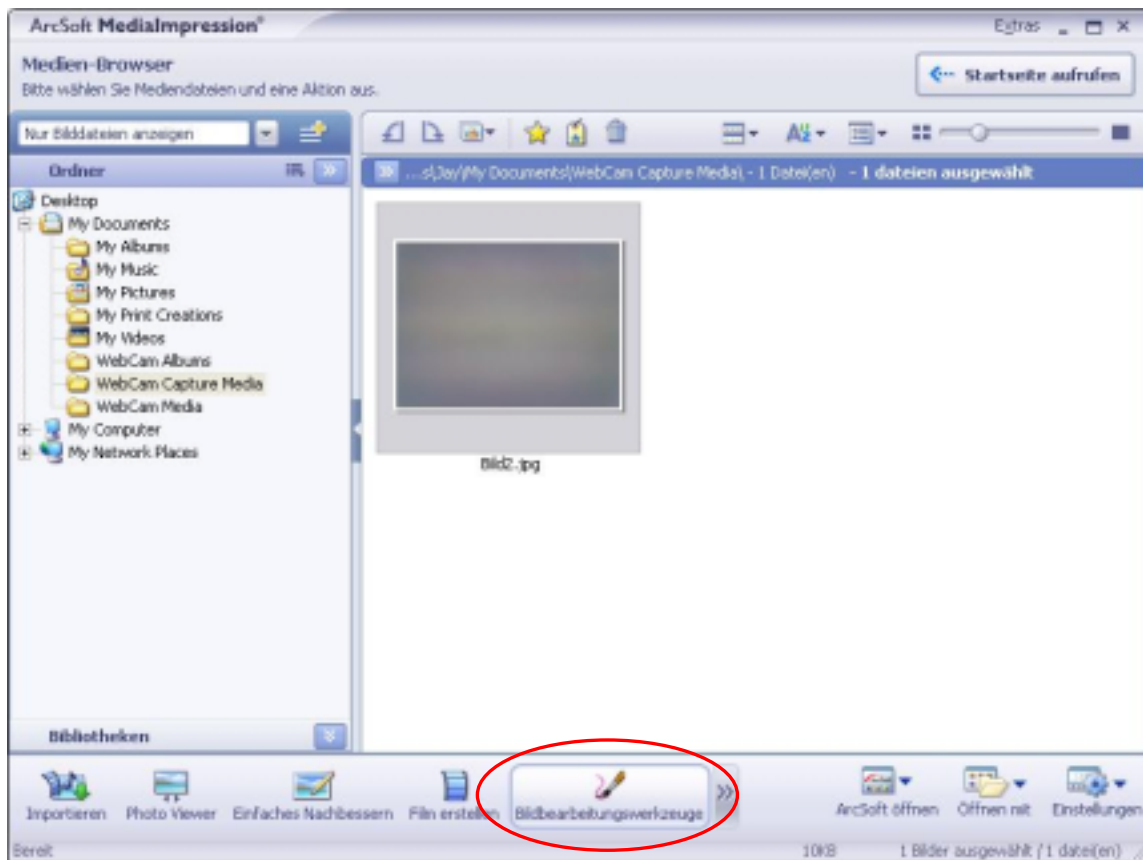 ArcSoft MediaImpression®
Extras
Medien-Browser
Bitte wählen Sie Mediendateien und eine Aktion aus.
Startseite aufrufen
Nur Bilddateien anzeigen
Ordner
...s\Jay\My Documents\WebCam Capture Media\ - 1 Datei(en) - 1 dateien ausgewählt
Desktop
My Documents
My Albums
My Music
My Pictures
My Print Creations
My Videos
WebCam Albums
WebCam Capture Media
WebCam Media
My Computer
My Network Places
Bild2.jpg
Bibliotheken
Importieren
Photo Viewer
Einfaches Nachbessern
Film erstellen
Bildbearbeitungswerkzeuge
ArcSoft öffnen
Öffnen mit
Einstellungen
Bereit
10KB
1 Bilder ausgewählt / 1 datei(en)